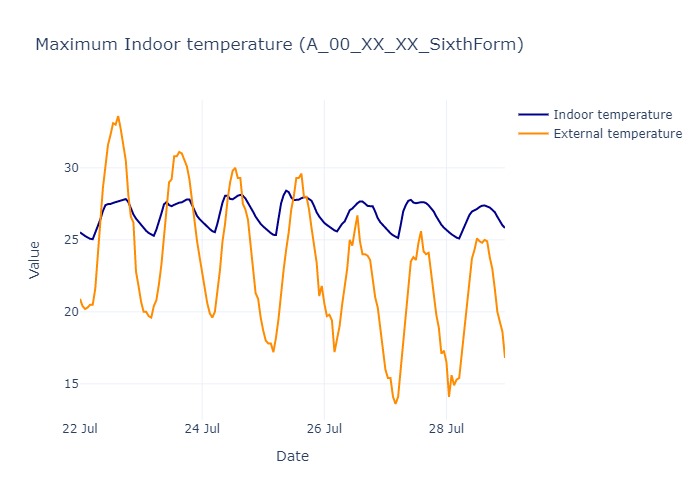 Maximum Indoor temperature (A_00_XX_XX_SixthForm)
Indoor temperature
External temperature
30
25
20
15
Value
22 Jul
24 Jul
26 Jul
28 Jul
Date